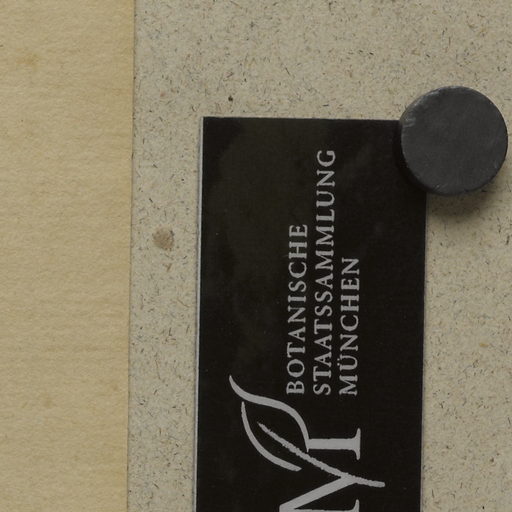 BOTANISCHE
STAATSSAMMLUNG
MÜNCHEN
M